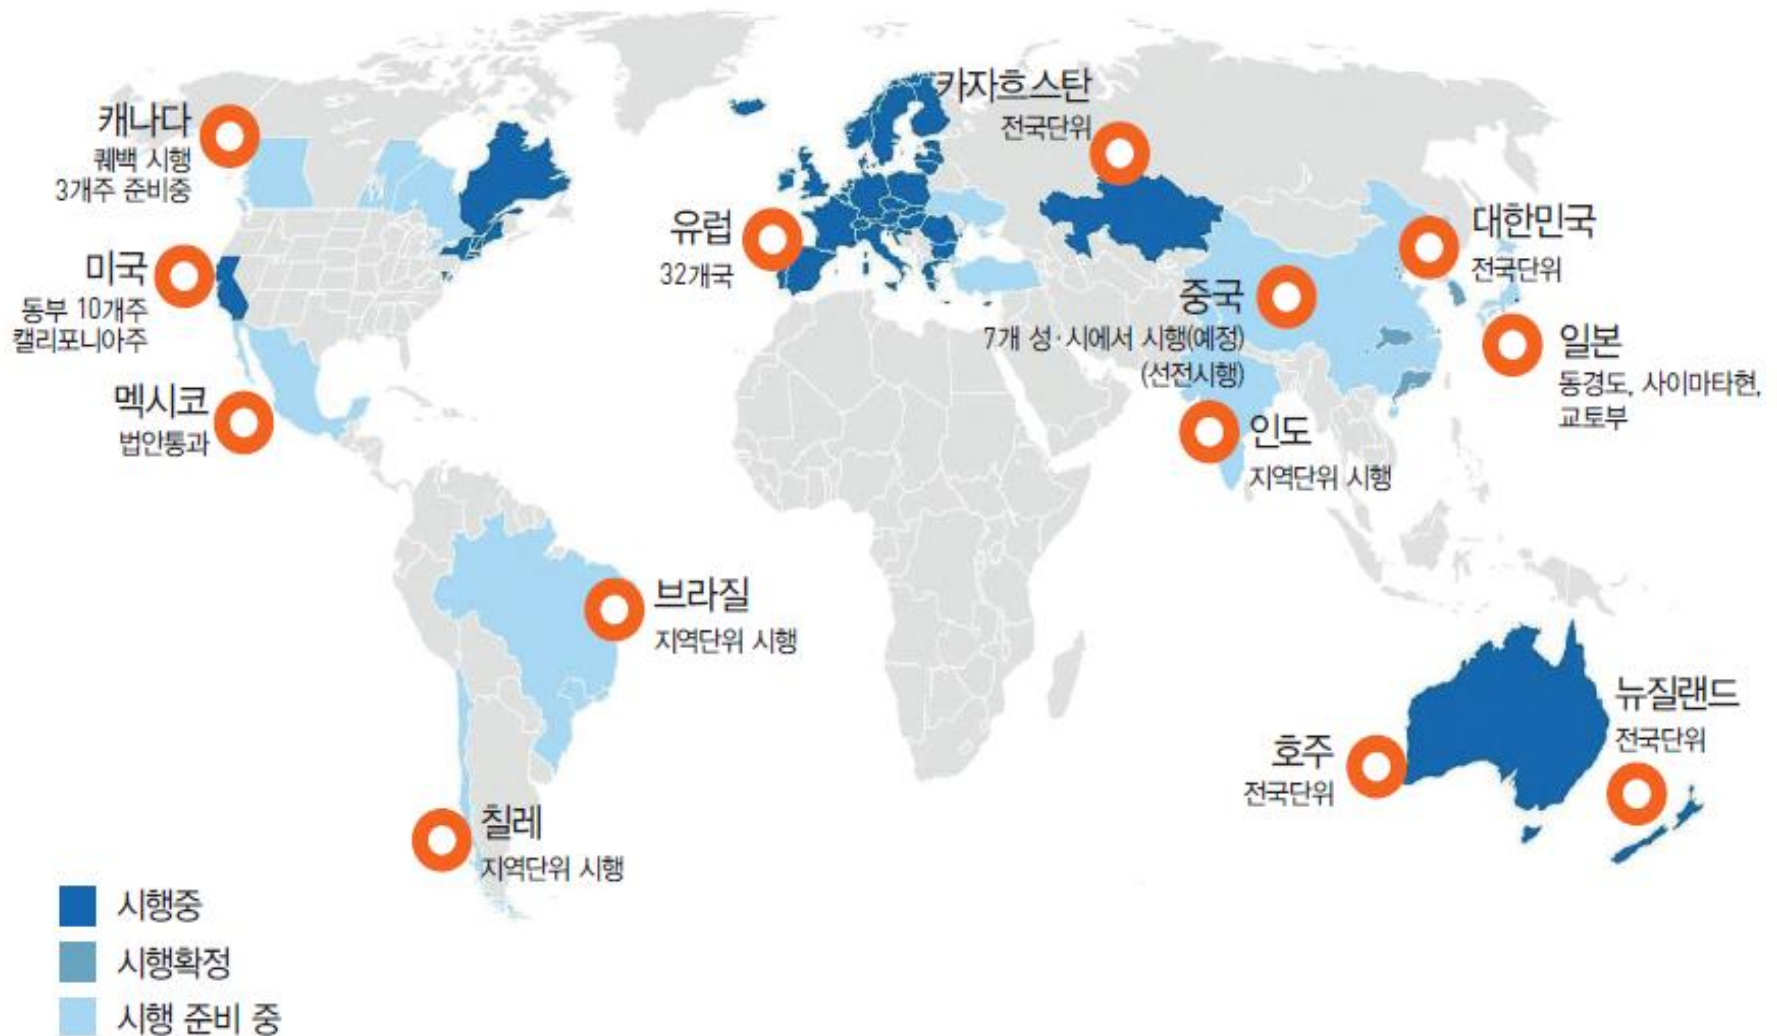 캐나다
퀘백 시행
3개주 준비중
미국
동부 10개주
캘리포니아주
멕시코
법안통과
브라질
지역단위 시행
칠레
지역단위 시행
유럽
32개국
카자흐스탄
전국단위
중국
7개 성·시에서 시행(예정)
(선전시행)
인도
지역단위 시행
대한민국
전국단위
일본
동경도, 사이마타현,
교토부
호주
전국단위
뉴질랜드
전국단위
시행중
시행확정
시행 준비 중